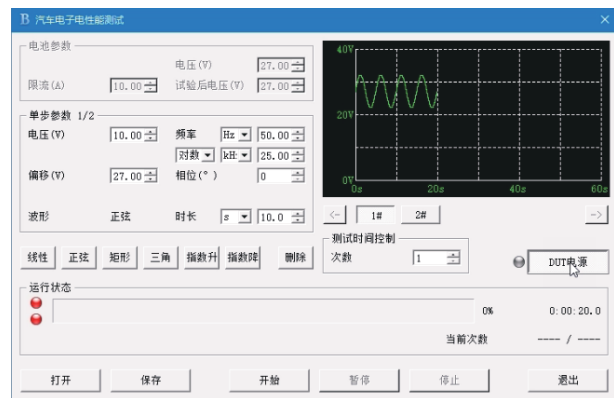 B 汽车电子电性能测试
电池参数
电压(V) 27.00
限流(A) 10.00 试验后电压(V) 27.00
单步参数 1/2
电压(V) 10.00 频率 Hz 50.00
对数 kH 25.00
偏移(V) 27.00 相位(°) 0
波形 正弦 时长 s 10.0
线性 正弦 矩形 三角 指数升 指数降 删除
40V
20V
0V
0s 20s 40s 60s
<- 1# 2# ->
测试时间控制
次数 1
DUT电源
运行状态
0% 0:00:20.0
当前次数 ---- / ----
打开 保存 开始 暂停 停止 退出